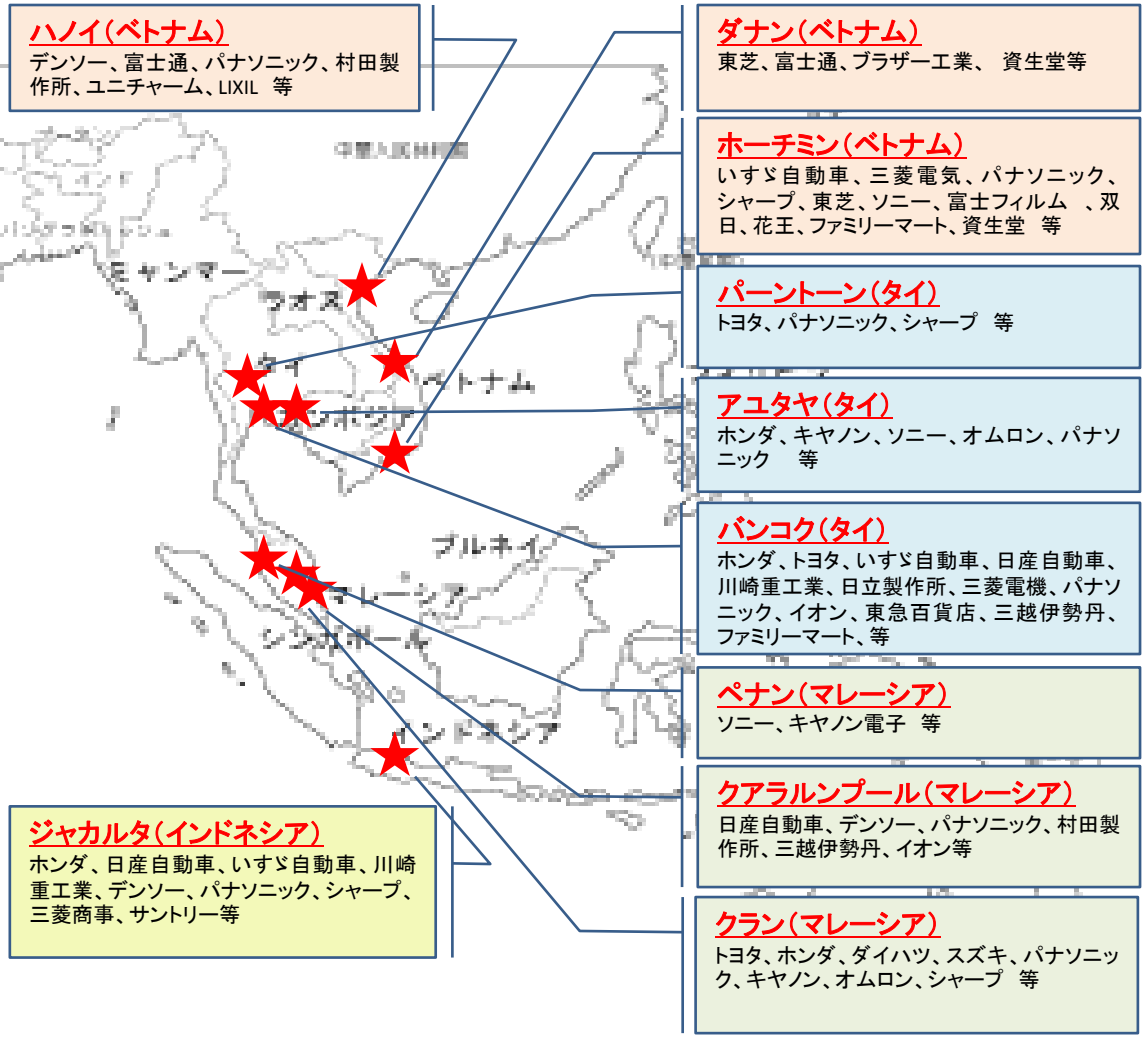 ハノイ(ベトナム)
デンソー、富士通、パナソニック、村田製
作所、ユニチャーム、LIXIL 等
ダナン(ベトナム)
東芝、富士通、ブラザー工業、 資生堂等
ホーチミン(ベトナム)
いすゞ自動車、三菱電気、パナソニック、
シャープ、東芝、ソニー、富士フィルム 、双
日、花王、ファミリーマート、資生堂 等
パーントーン(タイ)
トヨタ、パナソニック、シャープ 等
アユタヤ(タイ)
ホンダ、キヤノン、ソニー、オムロン、パナソ
ニック 等
バンコク(タイ)
ホンダ、トヨタ、いすゞ自動車、日産自動車、
川崎重工業、日立製作所、三菱電機、パナソ
ニック、イオン、東急百貨店、三越伊勢丹、
ファミリーマート、等
ペナン(マレーシア)
ソニー、キヤノン電子 等
クアラルンプール(マレーシア)
日産自動車、デンソー、パナソニック、村田製
作所、三越伊勢丹、イオン等
クラン(マレーシア)
トヨタ、ホンダ、ダイハツ、スズキ、パナソニッ
ク、キヤノン、オムロン、シャープ 等
ジャカルタ(インドネシア)
ホンダ、日産自動車、いすゞ自動車、川崎
重工業、デンソー、パナソニック、シャープ、
三菱商事、サントリー等
ミャンマー
ラオス
タイ
ベトナム
ンボジア
ブルネイ
マレーシア
シンガポール
インドネシア